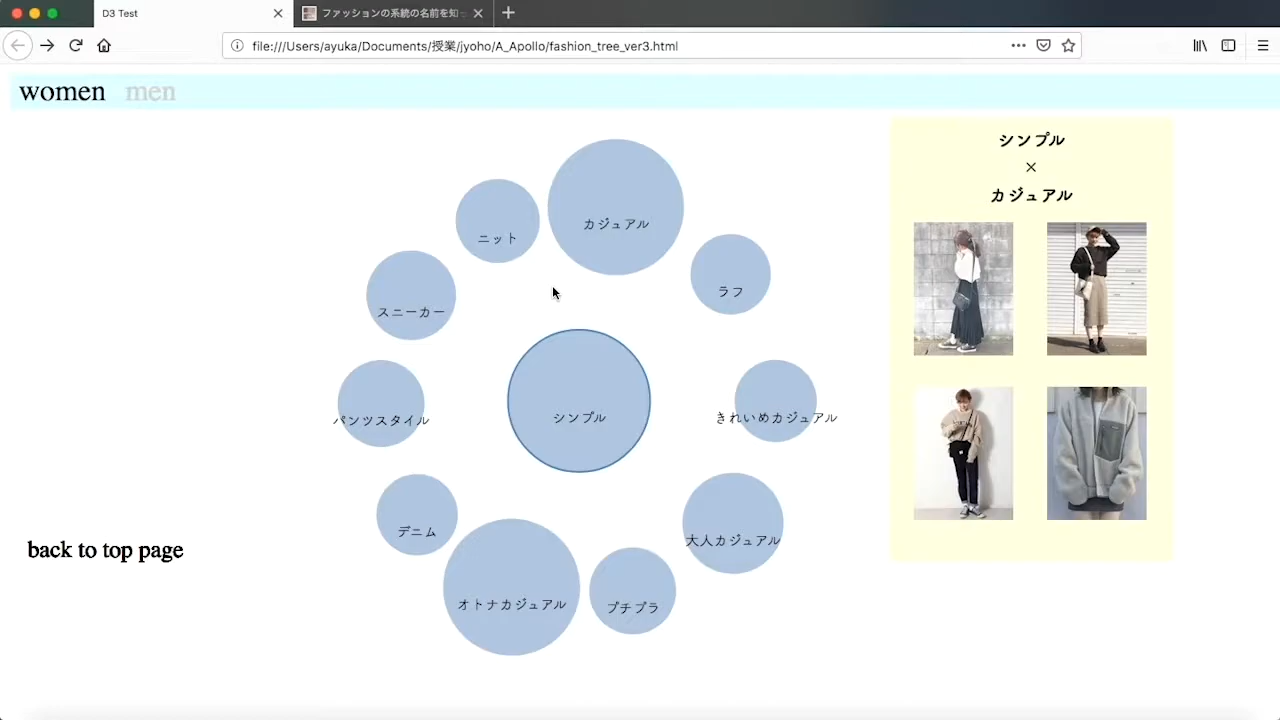 D3 Test
ファッションの系統の名前を知
file:///Users/ayuka/Documents/授業/jyoho/A_Apollo/fashion_tree_ver3.html
women men
シンプル
×
カジュアル
カジュアル
ニット
ラフ
スニーカー
パンツスタイル
シンプル
きれいめカジュアル
デニム
大人カジュアル
オトナカジュアル
プチプラ
back to top page